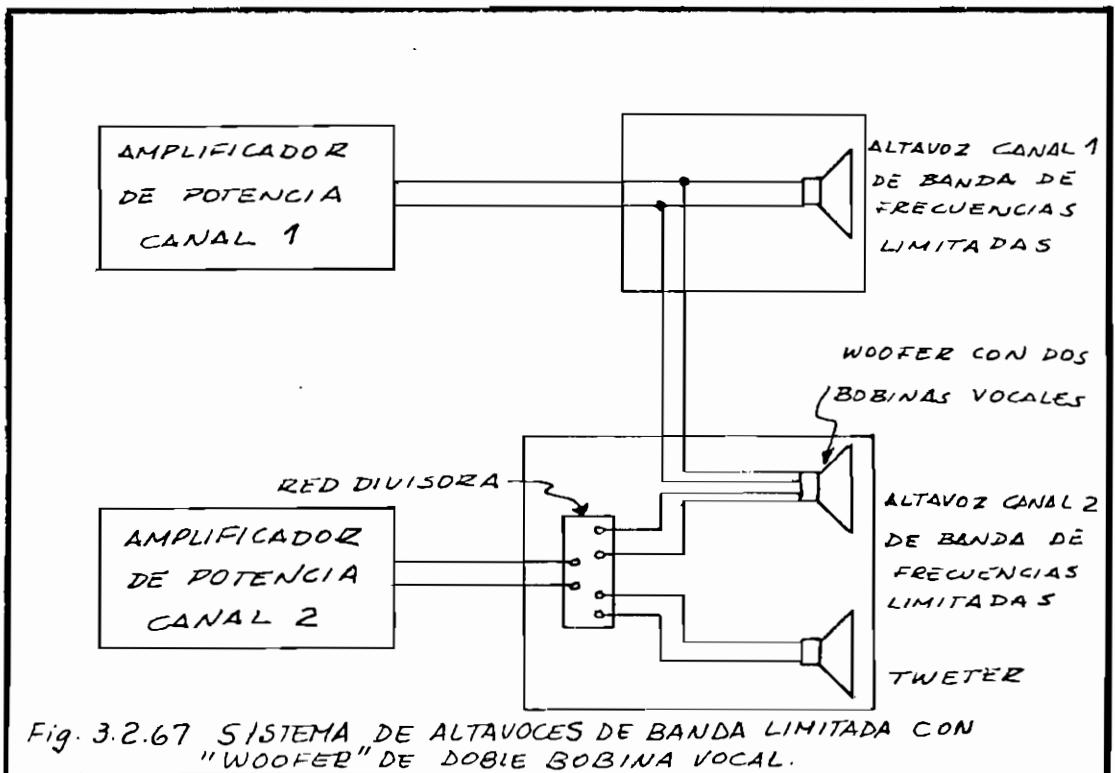 AMPLIFICADOR
DE POTENCIA
CANAL 1
ALTAVOZ CANAL 1
DE BANDA DE
FRECUENCIAS
LIMITADAS
WOOFER CON DOS
BOBINAS VOCALES
RED DIVISORA
AMPLIFICADOR
DE POTENCIA
CANAL 2
ALTAVOZ CANAL 2
DE BANDA DE
FRECUENCIAS
LIMITADAS
TWETER
Fig. 3.2.67 SISTEMA DE ALTAVOCES DE BANDA LIMITADA CON
"WOOFER" DE DOBLE BOBINA VOCAL.